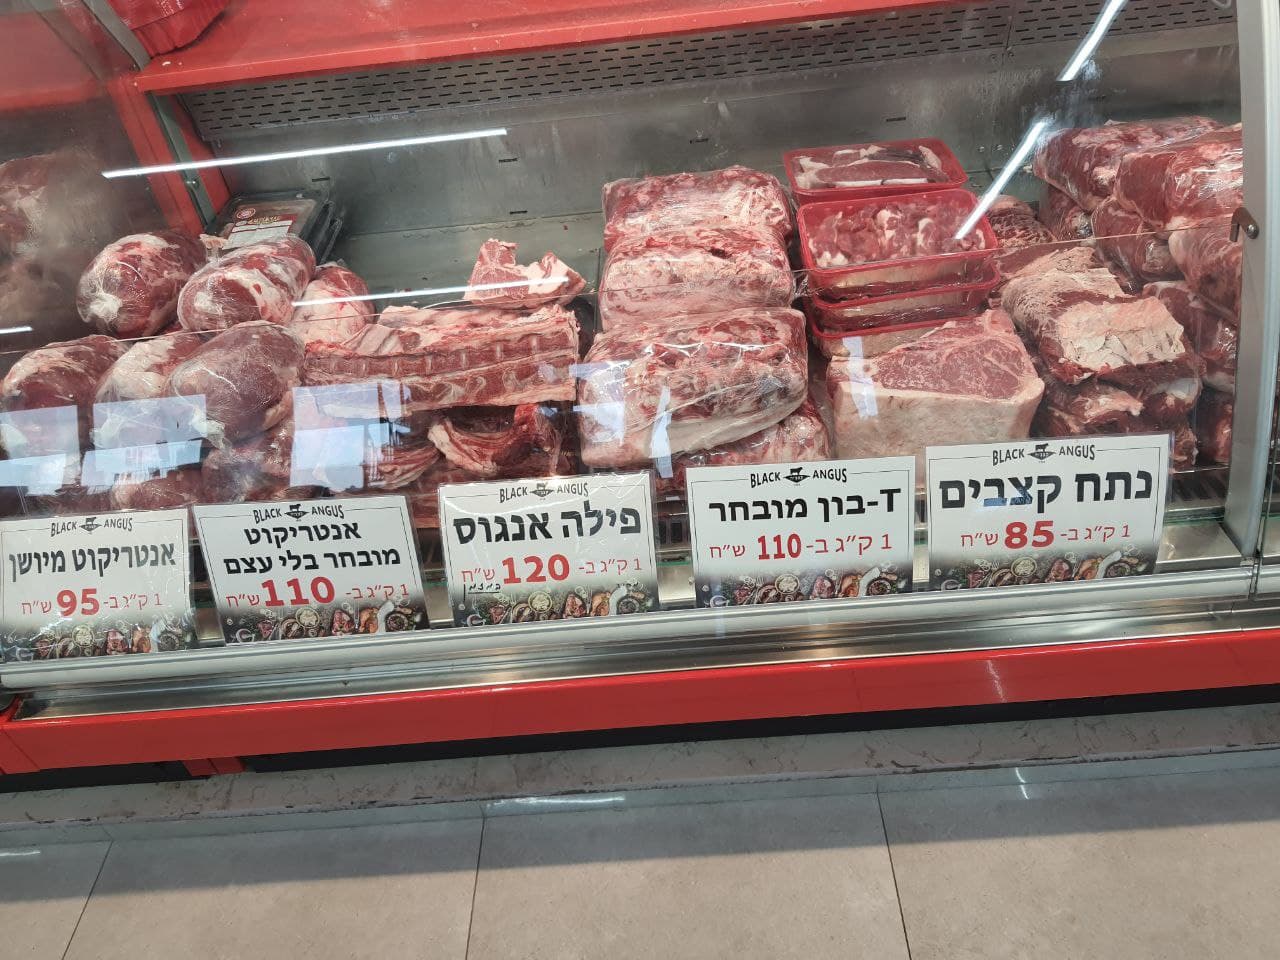 BLACK ANGUS
נתח קצבים
1 ק״ג ב- 85 ש״ח
BLACK ANGUS
T-בון מובחר
1 ק״ג ב- 110 ש״ח
BLACK ANGUS
פילה אנגוס
1 ק״ג ב- 120 ש״ח
BLACK ANGUS
אנטריקוט
מובחר בלי עצם
1 ק״ג ב- 110 ש״ח
BLACK ANGUS
אנטריקוט מיושן
1 ק״ג ב- 95 ש״ח